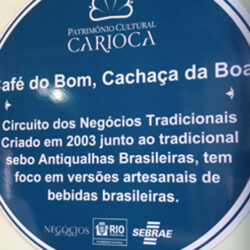 PATRIMÔNIO CULTURAL
CARIOCA
Café do Bom, Cachaça da Boa
Circuito dos Negócios Tradicionais
Criado em 2003 junto ao tradicional
sebo Antiqualhas Brasileiras, tem
foco em versões artesanais de
bebidas brasileiras.
NEGÓCIOS RIO SEBRAE